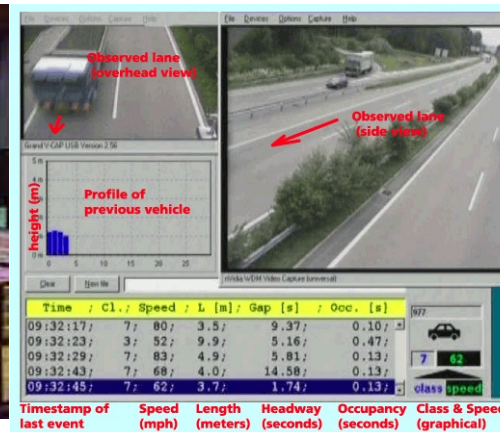 File Devices Options Capture Help
File Devices Options Capture Help
Observed lane
(overhead view)
Observed lane
(side view)
Grand V-CAP USB Version 2.56
5 m
4 m
Profile of
previous vehicle
height (m)
0 m
0 5 10 15 20 25
nVidia WDM Video Capture (universal)
Clear New file
Time ; Cl.; Speed ; L [m]; Gap [s] ; Occ. [s]
09:32:17; 7; 80; 3.5; 9.37; 0.10;
09:32:23; 3; 52; 9.9; 5.16; 0.47;
09:32:29; 7; 83; 4.9; 5.81; 0.13;
09:32:43; 7; 68; 4.0; 14.58; 0.13;
09:32:45; 7; 62; 3.7; 1.74; 0.13;
977
7 62
class speed
Timestamp of
last event
Speed
(mph)
Length
(meters)
Headway
(seconds)
Occupancy
(seconds)
Class & Speed
(graphical)